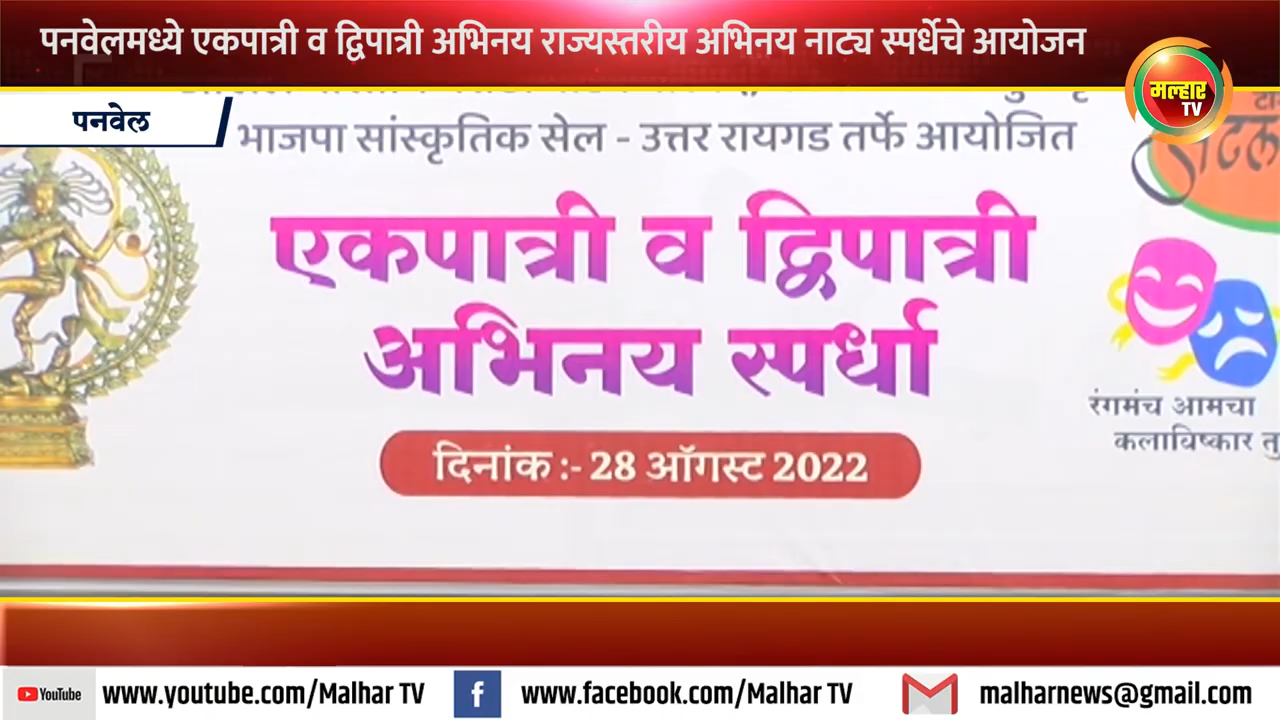 पनवेलमध्ये एकपात्री व द्विपात्री अभिनय राज्यस्तरीय अभिनय नाट्य स्पर्धेचे आयोजन
मल्हार
TV
पनवेल
भाजपा सांस्कृतिक सेल - उत्तर रायगड तर्फे आयोजित
एकपात्री व द्विपात्री
अभिनय स्पर्धा
दिनांक :- 28 ऑगस्ट 2022
रंगमंच आमचा
कलाविष्कार
YouTube
www.youtube.com/Malhar TV
www.facebook.com/Malhar TV
malharnews@gmail.com